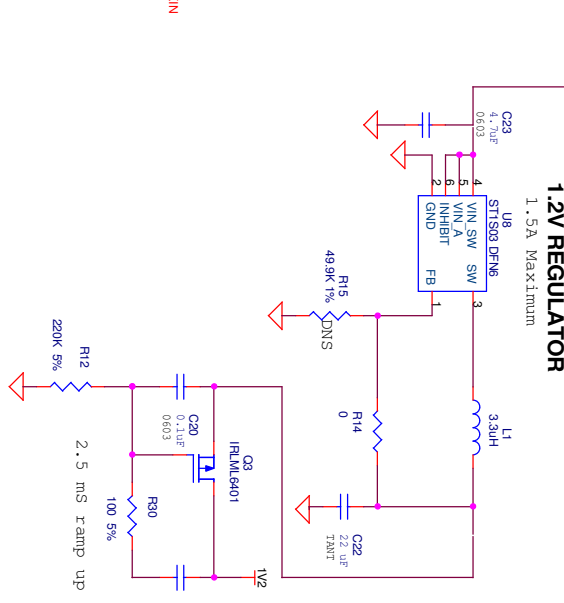 1.2V REGULATOR
1.5A Maximum
C23
4.7uF
0603
U8
ST1S03 DFN6
4
5
6
2
VIN_SW
VIN_A
INHIBIT
GND
SW
FB
3
1
L1
3.3uH
R15
49.9K 1%
DNS
R14
0
C22
22 uF
TANT
Q3
IRLML6401
C20
0.1uF
0603
R12
220K 5%
R30
100 5%
1V2
2.5 mS ramp up